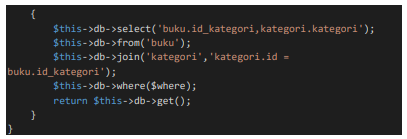 {
$this->db->select('buku.id_kategori,kategori.kategori');
$this->db->from('buku');
$this->db->join('kategori','kategori.id =
buku.id_kategori');
$this->db->where($where);
return $this->db->get();
}
}